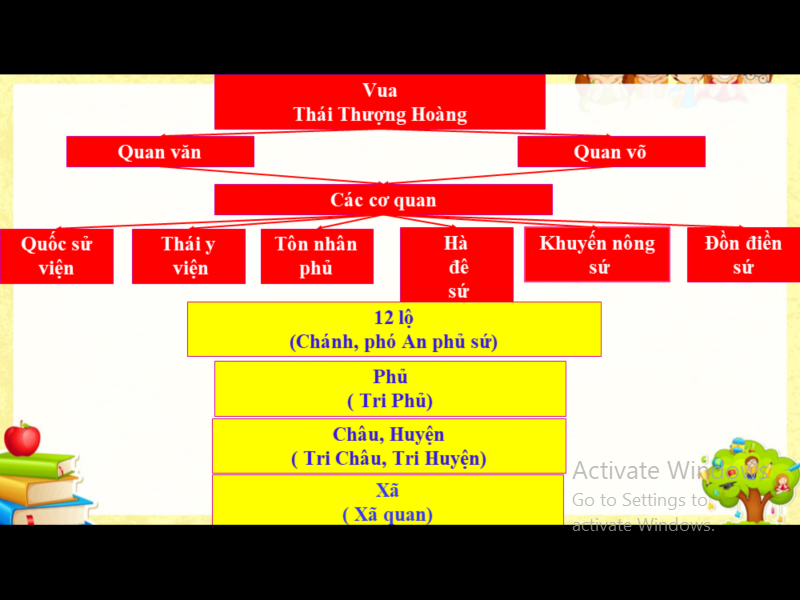 Vua
Thái Thượng Hoàng
Quan văn
Quan võ
Các cơ quan
Quốc sử
viện
Thái y
viện
Tôn nhân
phủ
Hà
đê
sứ
Khuyến nông
sứ
Đồn điền
sứ
12 lộ
(Chánh, phó An phủ sứ)
Phủ
( Tri Phủ)
Châu, Huyện
( Tri Châu, Tri Huyện)
Xã
( Xã quan)
Activate Windows
Go to Settings to
activate Windows.